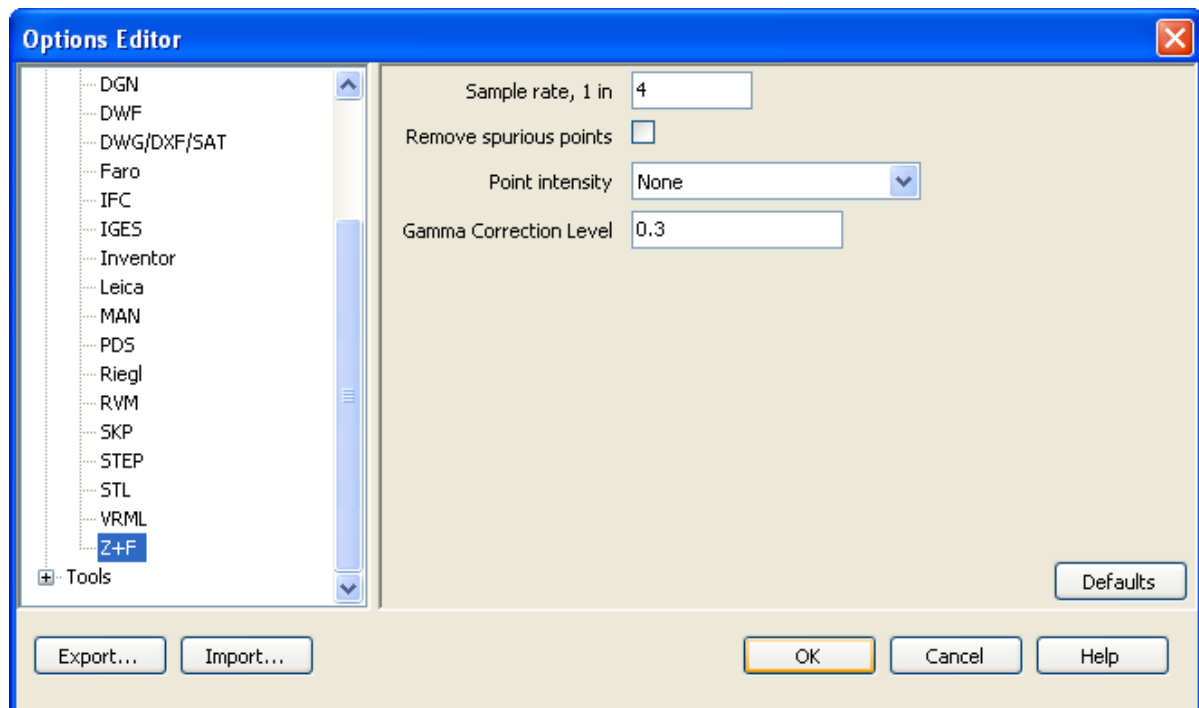 Options Editor
DGN
DWF
DWG/DXF/SAT
Faro
IFC
IGES
Inventor
Leica
MAN
PDS
Riegl
RVM
SKP
STEP
STL
VRML
Z+F
Tools
Sample rate, 1 in 4
Remove spurious points
Point intensity None
Gamma Correction Level 0.3
Defaults
Export... Import... OK Cancel Help